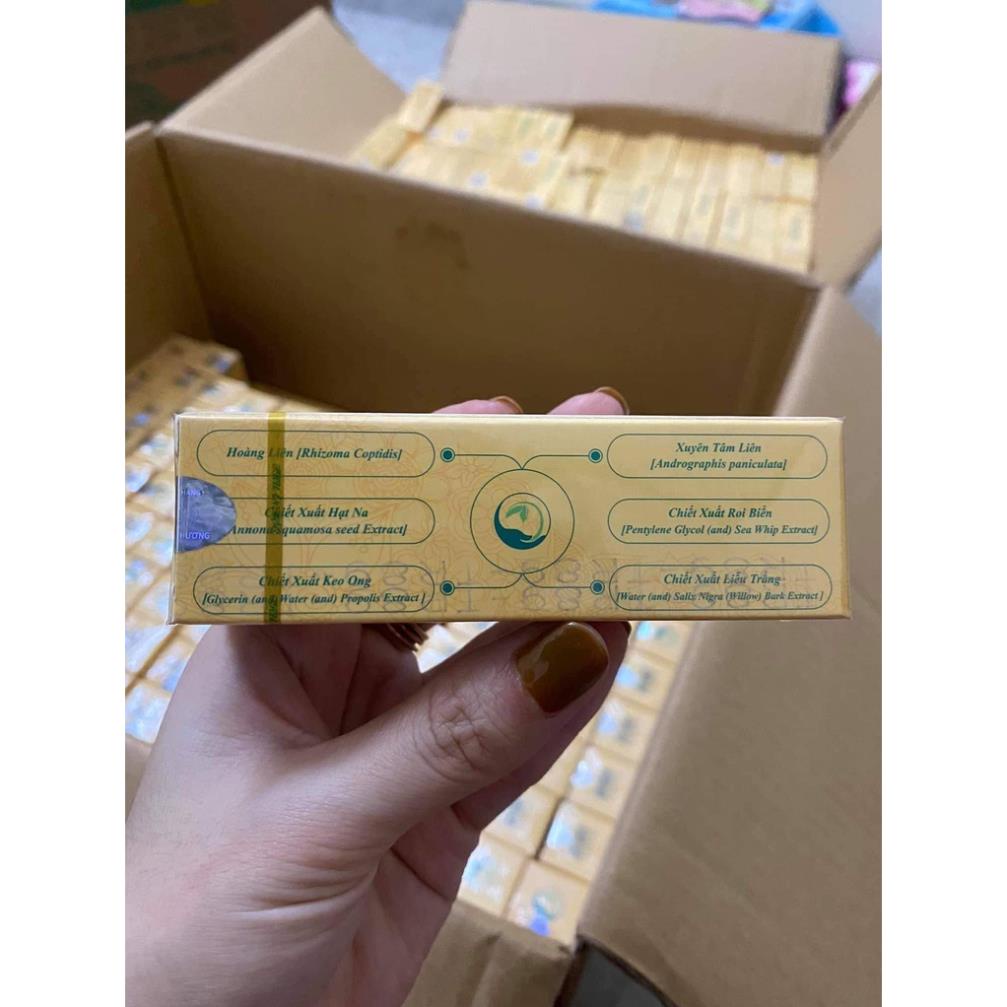 Hoàng Liên [Rhizoma Coptidis]
Xuyên Tâm Liên
[Andrographis paniculata]
Chiết Xuất Hạt Na
Annona squamosa seed Extract]
HƯƠNG
Chiết Xuất Roi Biển
[Pentylene Glycol (and) Sea Whip Extract]
Chiết Xuất Keo Ong
[Glycerin (and) Water (and) Propolis Extract ]
Chiết Xuất Liễu Trắng
[Water (and) Salix Nigra (Willow) Bark Extract ]